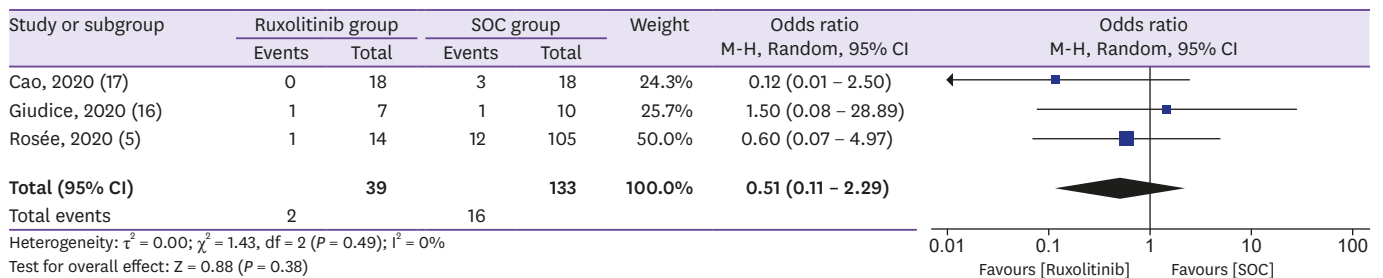 Study or subgroup Ruxolitinib group SOC group Weight Odds ratio Odds ratio
Events Total Events Total M-H, Random, 95% CI M-H, Random, 95% CI
Cao, 2020 (17) 0 18 3 18 24.3% 0.12 (0.01 – 2.50)
Giudice, 2020 (16) 1 7 1 10 25.7% 1.50 (0.08 – 28.89)
Rosée, 2020 (5) 1 14 12 105 50.0% 0.60 (0.07 – 4.97)
Total (95% CI) 39 133 100.0% 0.51 (0.11 – 2.29)
Total events 2 16
Heterogeneity: τ² = 0.00; χ² = 1.43, df = 2 (P = 0.49); I² = 0%
Test for overall effect: Z = 0.88 (P = 0.38)
0.01 0.1 1 10 100
Favours [Ruxolitinib] Favours [SOC]